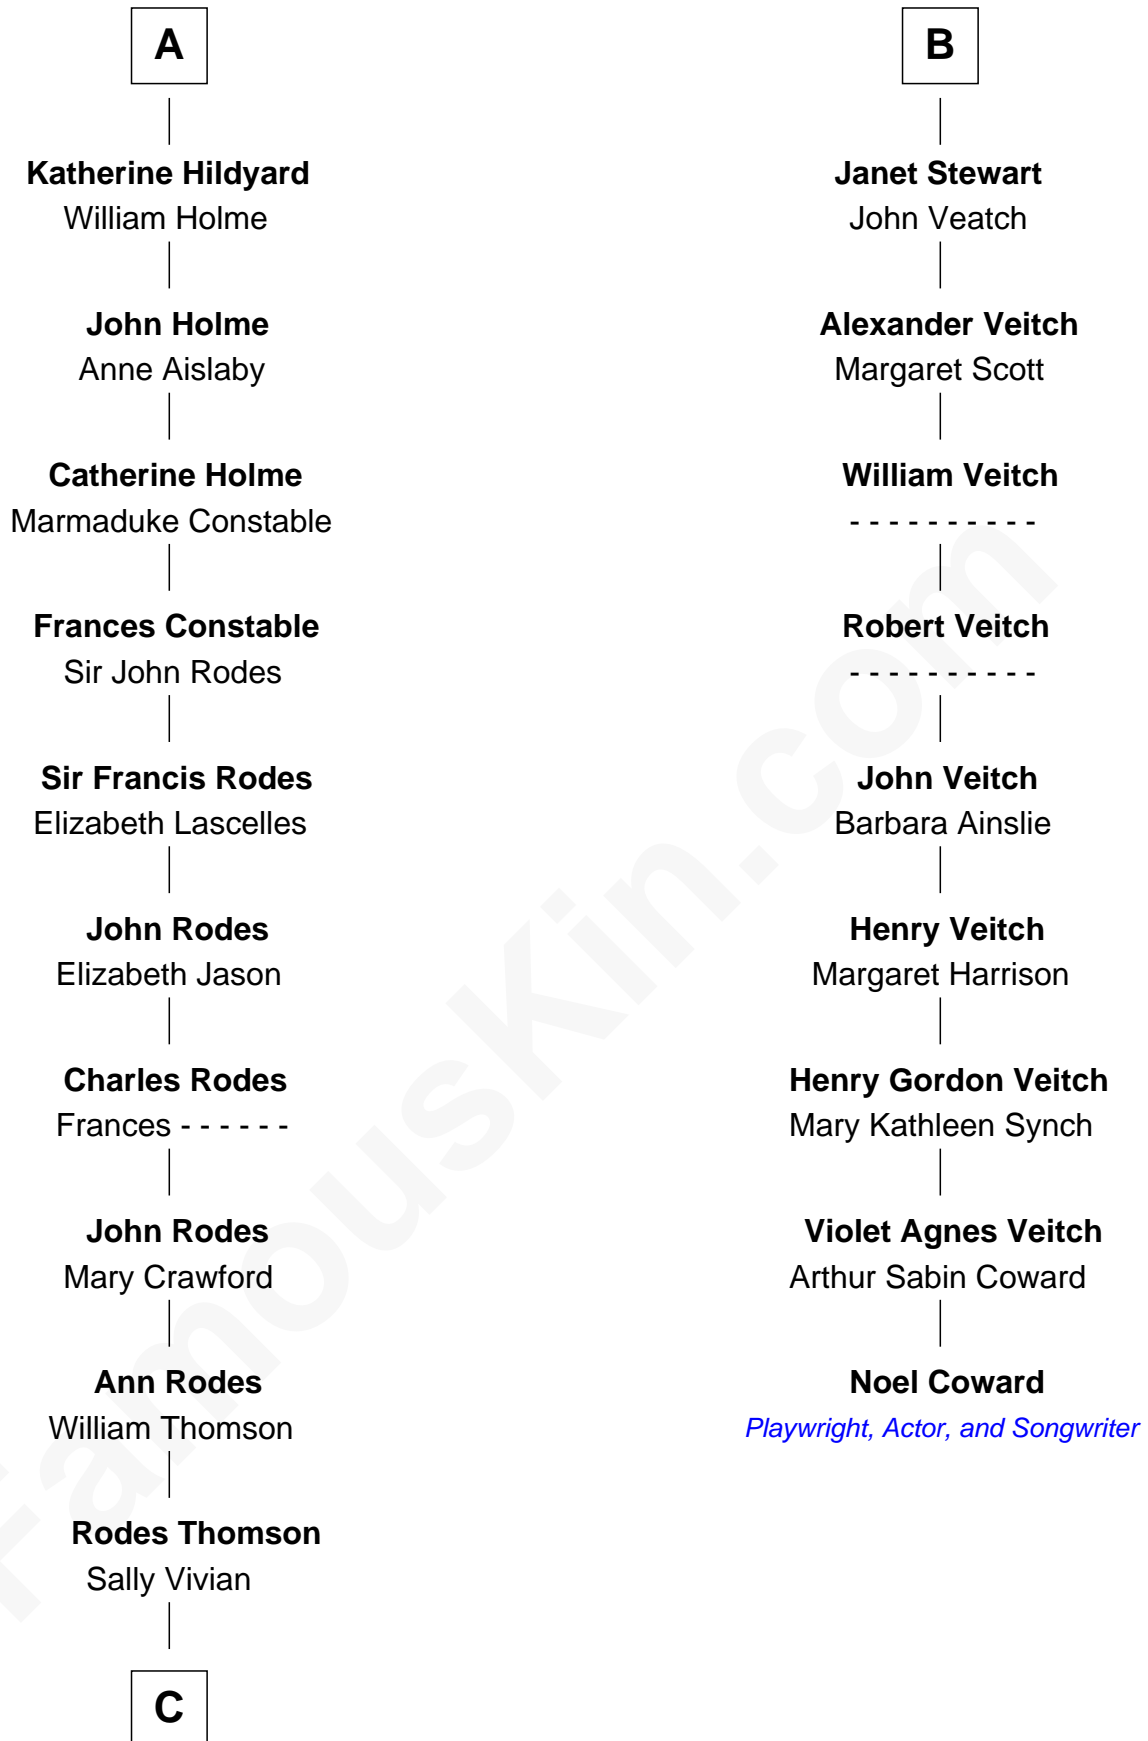 A
Katherine Hildyard
William Holme
John Holme
Anne Aislaby
Catherine Holme
Marmaduke Constable
Frances Constable
Sir John Rodes
Sir Francis Rodes
Elizabeth Lascelles
John Rodes
Elizabeth Jason
Charles Rodes
Frances - - - - - -
John Rodes
Mary Crawford
Ann Rodes
William Thomson
Rodes Thomson
Sally Vivian
C
B
Janet Stewart
John Veatch
Alexander Veitch
Margaret Scott
William Veitch
- - - - - - - - - -
Robert Veitch
- - - - - - - - - -
John Veitch
Barbara Ainslie
Henry Veitch
Margaret Harrison
Henry Gordon Veitch
Mary Kathleen Synch
Violet Agnes Veitch
Arthur Sabin Coward
Noel Coward
Playwright, Actor, and Songwriter
FamousKin.com